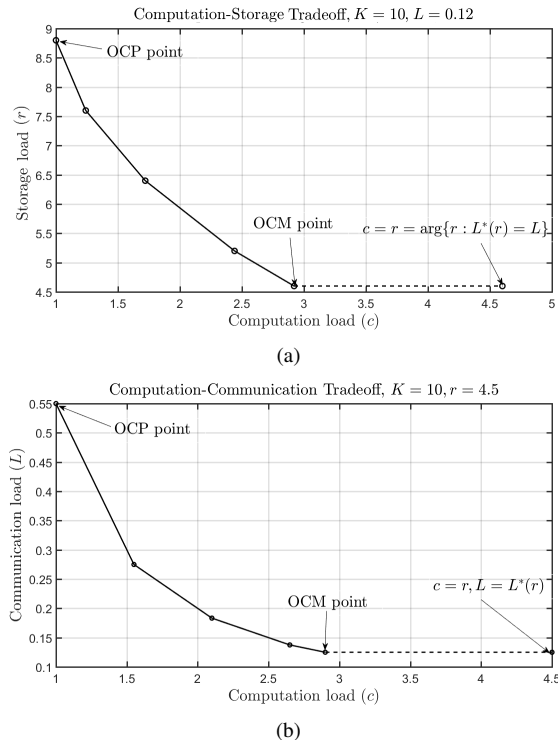 Computation-Storage Tradeoff, K = 10, L = 0.12
9
8.5
8
7.5
7
6.5
6
5.5
5
4.5
Storage load (r)
OCP point
OCM point
c = r = arg{r : L*(r) = L}
1
1.5
2
2.5
3
3.5
4
4.5
5
Computation load (c)
(a)
Computation-Communication Tradeoff, K = 10, r = 4.5
0.55
0.5
0.45
0.4
0.35
0.3
0.25
0.2
0.15
0.1
Communication load (L)
OCP point
OCM point
c = r, L = L*(r)
1
1.5
2
2.5
3
3.5
4
4.5
Computation load (c)
(b)